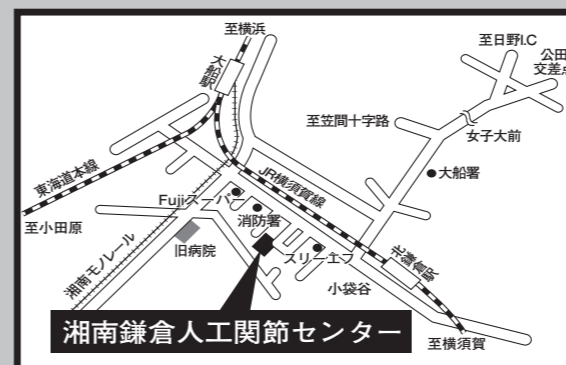 至横浜
大船駅
至日野I.C
公田
交差点
至笠間十字路
女子大前
大船署
JR横須賀線
東海道本線
Fujiスーパー
消防署
至小田原
旧病院
スリーエフ
北鎌倉駅
湘南モノレール
小袋谷
湘南鎌倉人工関節センター
至横須賀